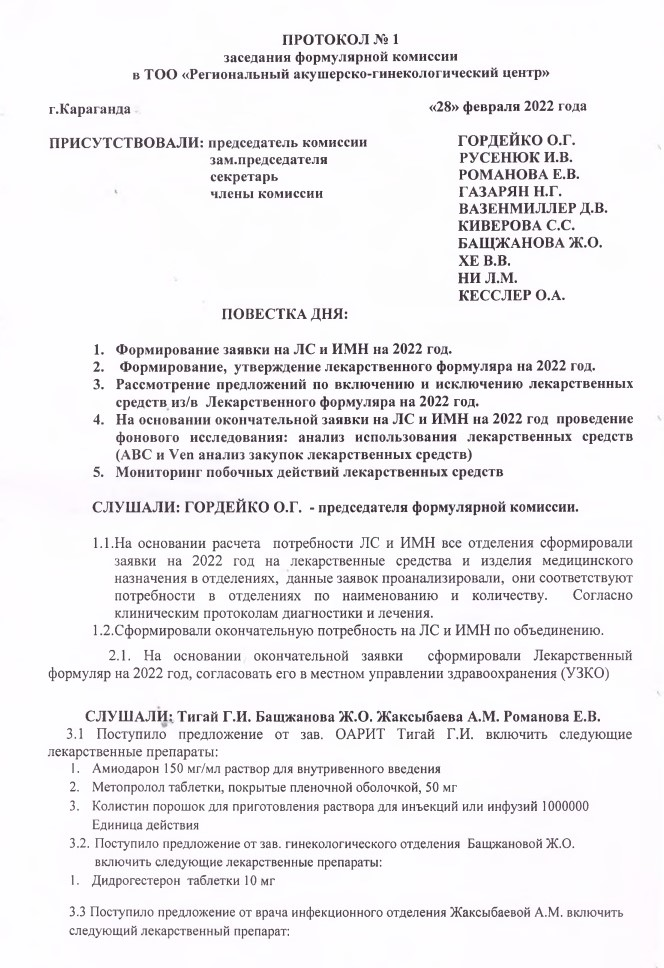 ПРОТОКОЛ № 1
заседания формулярной комиссии
в ТОО «Региональный акушерско-гинекологический центр»
г.Караганда «28» февраля 2022 года
ПРИСУТСТВОВАЛИ: председатель комиссии ГОРДЕЙКО О.Г.
зам.председателя РУСЕНЮК И.В.
секретарь РОМАНОВА Е.В.
члены комиссии ГАЗАРЯН Н.Г.
ВАЗЕНМИЛЛЕР Д.В.
КИВЕРОВА С.С.
БАЩЖАНОВА Ж.О.
ХЕ В.В.
НИ Л.М.
КЕССЛЕР О.А.
ПОВЕСТКА ДНЯ:
1. Формирование заявки на ЛС и ИМН на 2022 год.
2. Формирование, утверждение лекарственного формуляра на 2022 год.
3. Рассмотрение предложений по включению и исключению лекарственных
средств из/в Лекарственного формуляра на 2022 год.
4. На основании окончательной заявки на ЛС и ИМН на 2022 год проведение
фонового исследования: анализ использования лекарственных средств
(АВС и Ven анализ закупок лекарственных средств)
5. Мониторинг побочных действий лекарственных средств
СЛУШАЛИ: ГОРДЕЙКО О.Г. - председателя формулярной комиссии.
1.1.На основании расчета потребности ЛС и ИМН все отделения сформировали
заявки на 2022 год на лекарственные средства и изделия медицинского
назначения в отделениях, данные заявок проанализировали, они соответствуют
потребности в отделениях по наименованию и количеству. Согласно
клиническим протоколам диагностики и лечения.
1.2.Сформировали окончательную потребность на ЛС и ИМН по объединению.
2.1. На основании окончательной заявки сформировали Лекарственный
формуляр на 2022 год, согласовать его в местном управлении здравоохранения (УЗКО)
СЛУШАЛИ: Тигай Г.И. Бащжанова Ж.О. Жаксыбаева А.М. Романова Е.В.
3.1 Поступило предложение от зав. ОАРИТ Тигай Г.И. включить следующие
лекарственные препараты:
1. Амиодарон 150 мг/мл раствор для внутривенного введения
2. Метопролол таблетки, покрытые пленочной оболочкой, 50 мг
3. Колистин порошок для приготовления раствора для инъекций или инфузий 1000000
Единица действия
3.2. Поступило предложение от зав. гинекологического отделения Бащжановой Ж.О.
включить следующие лекарственные препараты:
1. Дидрогестерон таблетки 10 мг
3.3 Поступило предложение от врача инфекционного отделения Жаксыбаевой А.М. включить
следующий лекарственный препарат: